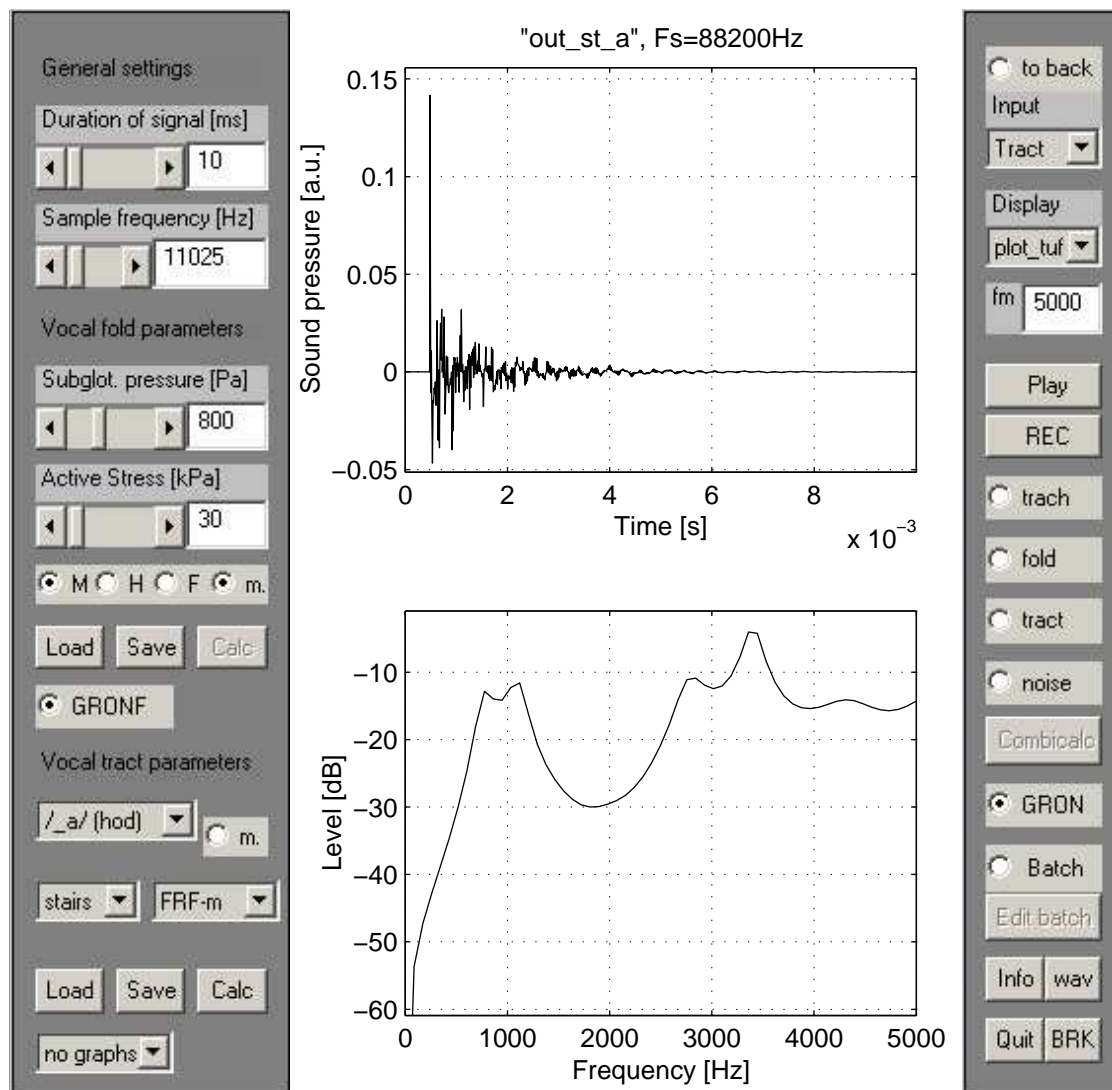 General settings
Duration of signal [ms]
10
Sample frequency [Hz]
11025
Vocal fold parameters
Subglot. pressure [Pa]
800
Active Stress [kPa]
30
M H F m.
Load Save Calc
GRONF
Vocal tract parameters
/_a/ (hod)
m.
stairs FRF-m
Load Save Calc
no graphs
"out_st_a", Fs=88200Hz
Sound pressure [a.u.]
0.15
0.1
0.05
0
−0.05
0 2 4 6 8
Time [s]
x 10−3
Level [dB]
−10
−20
−30
−40
−50
−60
0 1000 2000 3000 4000 5000
Frequency [Hz]
to back
Input
Tract
Display
plot_tuf
fm 5000
Play
REC
trach
fold
tract
noise
Combicalc
GRON
Batch
Edit batch
Info wav
Quit BRK